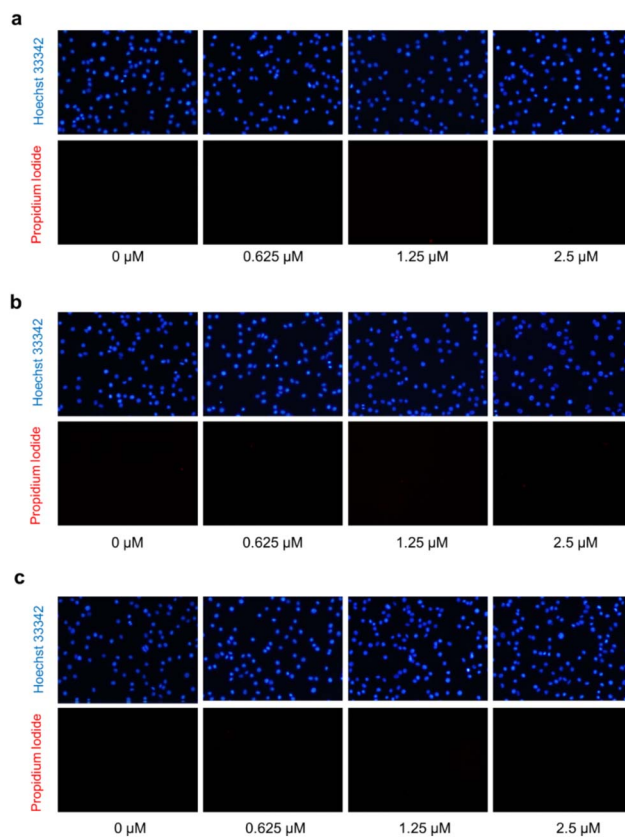 a
Hoechst 33342
Propidium Iodide
0 µM 0.625 µM 1.25 µM 2.5 µM
b
Hoechst 33342
Propidium Iodide
0 µM 0.625 µM 1.25 µM 2.5 µM
c
Hoechst 33342
Propidium Iodide
0 µM 0.625 µM 1.25 µM 2.5 µM